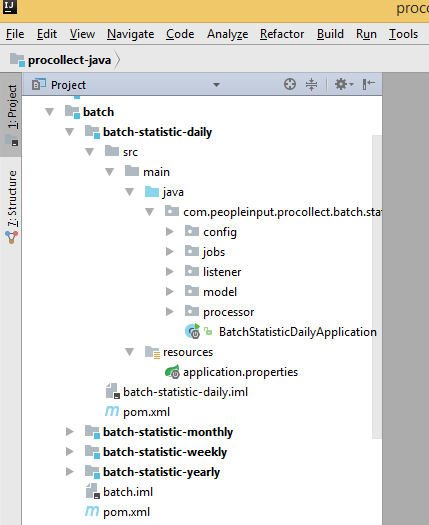 IJ
proc
File Edit View Navigate Code Analyze Refactor Build Run Tools
procollect-java
1: Project
7: Structure
Project
batch
batch-statistic-daily
src
main
java
com.peopleinput.procollect.batch.sta
config
jobs
listener
model
processor
BatchStatisticDailyApplication
resources
application.properties
batch-statistic-daily.iml
pom.xml
batch-statistic-monthly
batch-statistic-weekly
batch-statistic-yearly
batch.iml
pom.xml